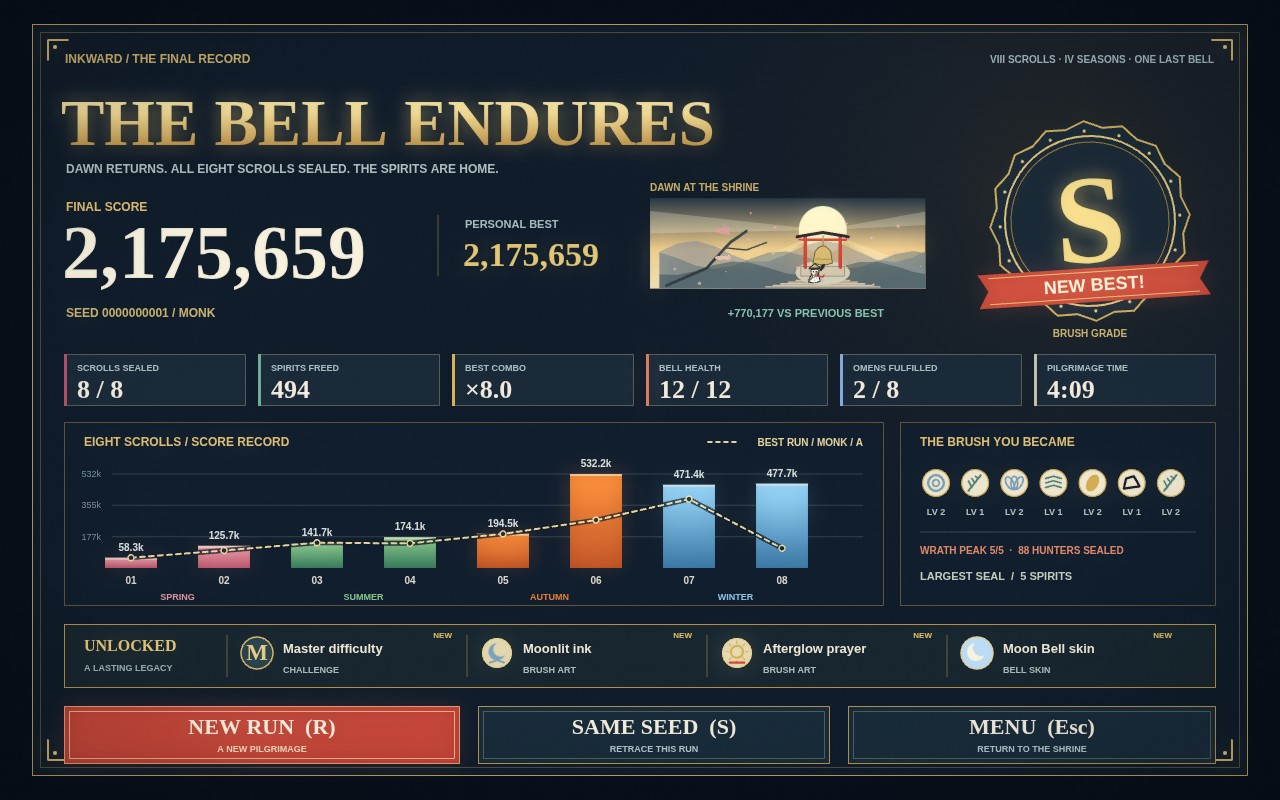 INKWARD / THE FINAL RECORD
VIII SCROLLS · IV SEASONS · ONE LAST BELL
THE BELL ENDURES
DAWN RETURNS. ALL EIGHT SCROLLS SEALED. THE SPIRITS ARE HOME.
FINAL SCORE
2,175,659
PERSONAL BEST
2,175,659
SEED 0000000001 / MONK
DAWN AT THE SHRINE
+770,177 VS PREVIOUS BEST
S
NEW BEST!
BRUSH GRADE
SCROLLS SEALED
8 / 8
SPIRITS FREED
494
BEST COMBO
×8.0
BELL HEALTH
12 / 12
OMENS FULFILLED
2 / 8
PILGRIMAGE TIME
4:09
EIGHT SCROLLS / SCORE RECORD
BEST RUN / MONK / A
532k
355k
177k
58.3k
125.7k
141.7k
174.1k
194.5k
532.2k
471.4k
477.7k
01 02 03 04 05 06 07 08
SPRING SUMMER AUTUMN WINTER
THE BRUSH YOU BECAME
LV 2 LV 1 LV 2 LV 1 LV 2 LV 1 LV 2
WRATH PEAK 5/5 · 88 HUNTERS SEALED
LARGEST SEAL / 5 SPIRITS
UNLOCKED
A LASTING LEGACY
M
NEW
Master difficulty
CHALLENGE
NEW
Moonlit ink
BRUSH ART
NEW
Afterglow prayer
BRUSH ART
NEW
Moon Bell skin
BELL SKIN
NEW RUN (R)
A NEW PILGRIMAGE
SAME SEED (S)
RETRACE THIS RUN
MENU (Esc)
RETURN TO THE SHRINE